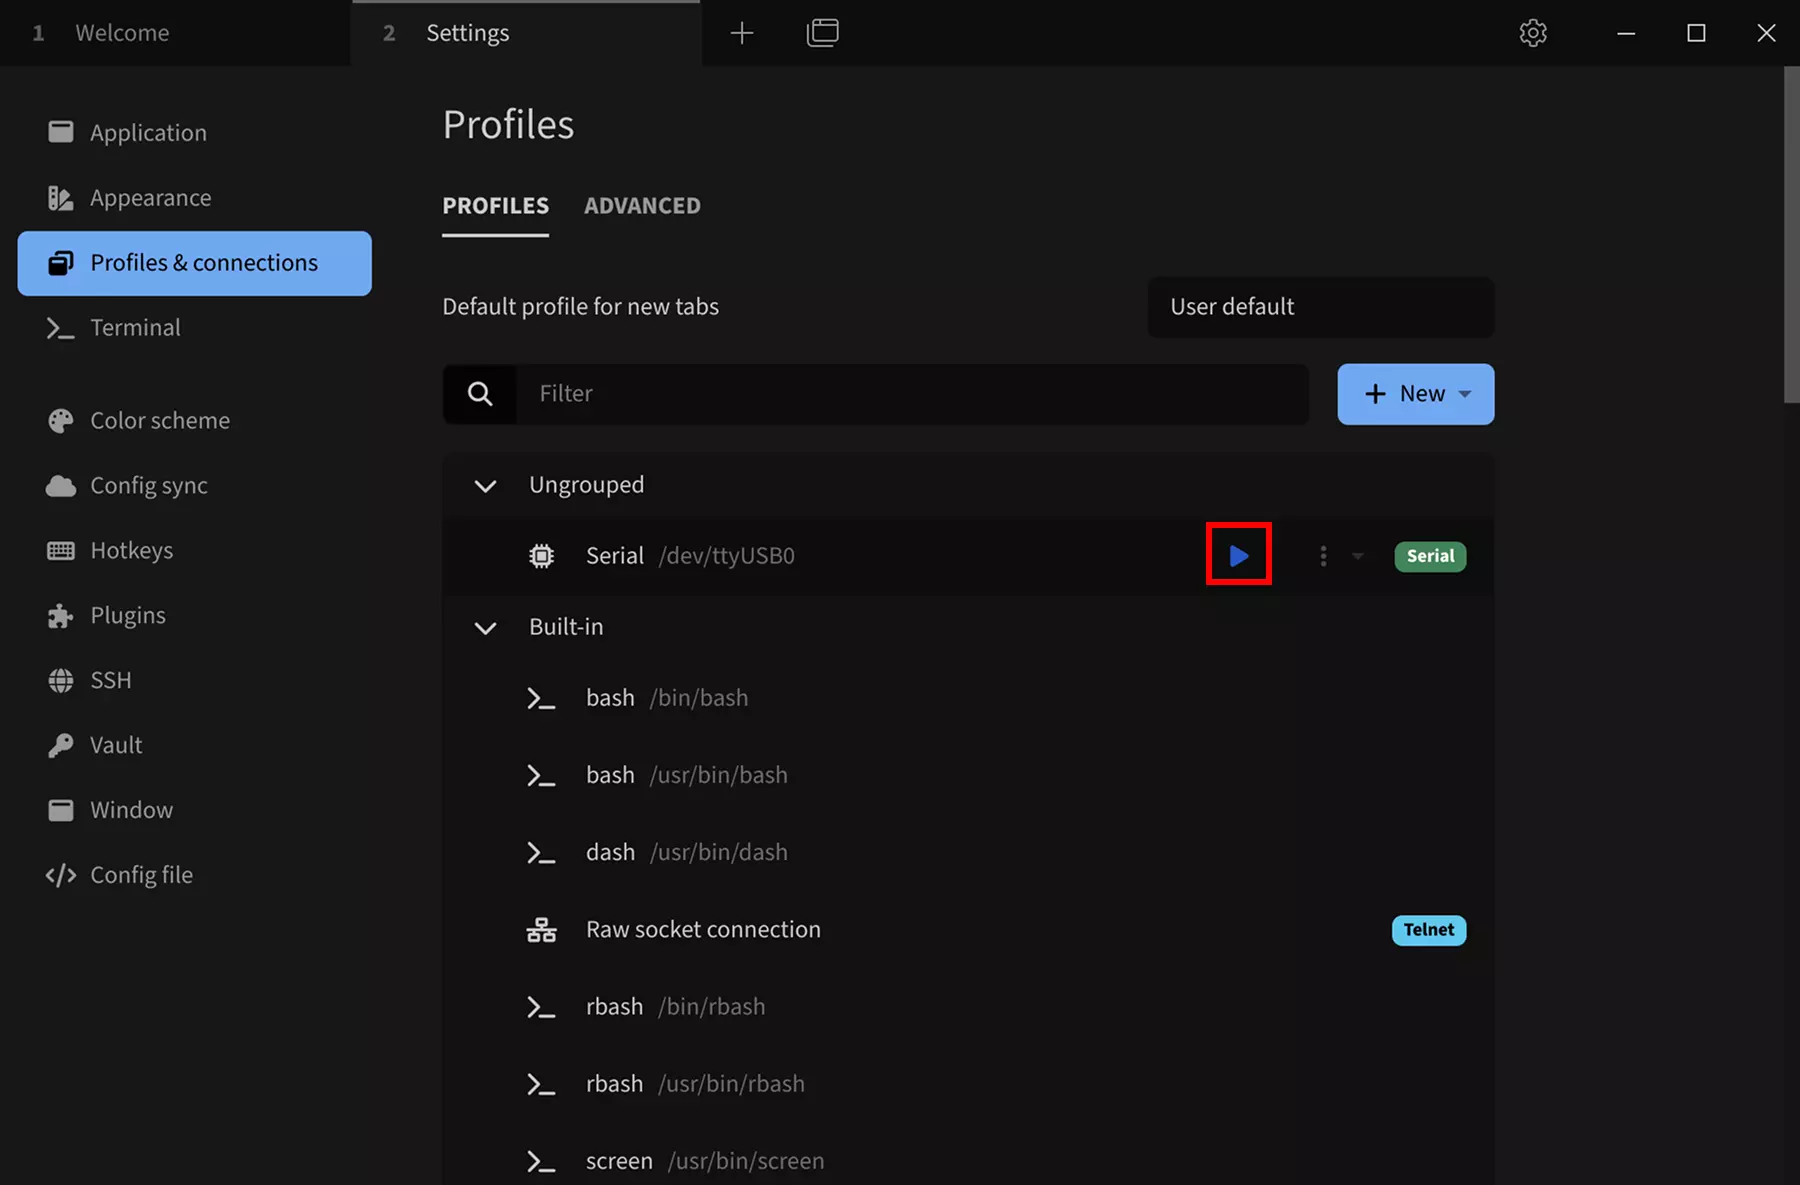 1 Welcome
2 Settings
Application
Appearance
Profiles & connections
Terminal
Color scheme
Config sync
Hotkeys
Plugins
SSH
Vault
Window
Config file
Profiles
PROFILES ADVANCED
Default profile for new tabs User default
Filter
New
Ungrouped
Serial /dev/ttyUSB0 Serial
Built-in
bash /bin/bash
bash /usr/bin/bash
dash /usr/bin/dash
Raw socket connection Telnet
rbash /bin/rbash
rbash /usr/bin/rbash
screen /usr/bin/screen